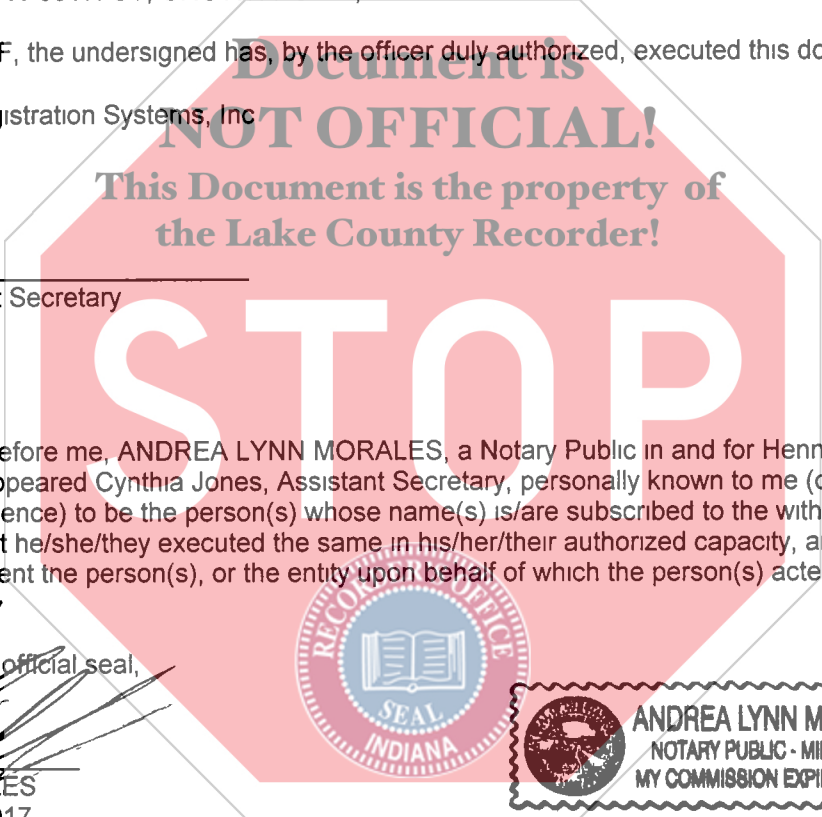 F, the undersigned has, by the officer duly authorized, executed this do
Document is
gistration Systems, Inc
NOT OFFICIAL!
This Document is the property of
the Lake County Recorder!
t Secretary
STOP
efore me, ANDREA LYNN MORALES, a Notary Public in and for Henn
ppeared Cynthia Jones, Assistant Secretary, personally known to me (o
ence) to be the person(s) whose name(s) is/are subscribed to the with
t he/she/they executed the same in his/her/their authorized capacity, a
ent the person(s), or the entity upon behalf of which the person(s) acte
RECORDER'S OFFICE
official seal,
SEAL
INDIANA
ANDREA LYNN M
NOTARY PUBLIC - MI
MY COMMISSION EXPI
ES
017